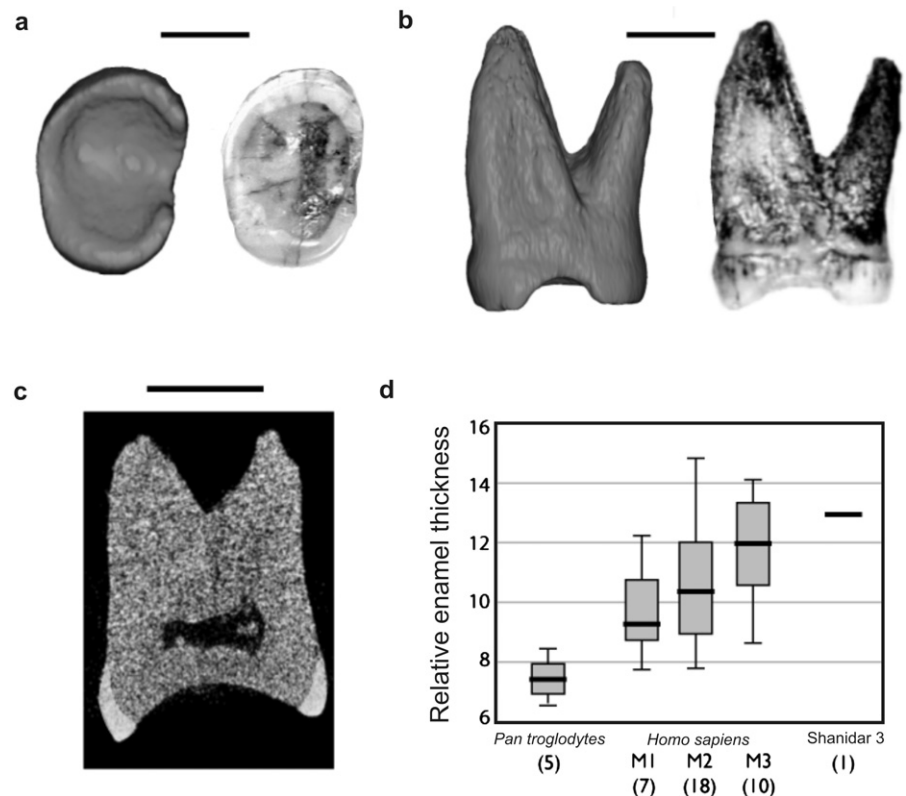 a
b
c
d
Relative enamel thickness
16
14
12
10
8
6
Pan troglodytes
(5)
Homo sapiens
M1 M2 M3
(7) (18) (10)
Shanidar 3
(1)